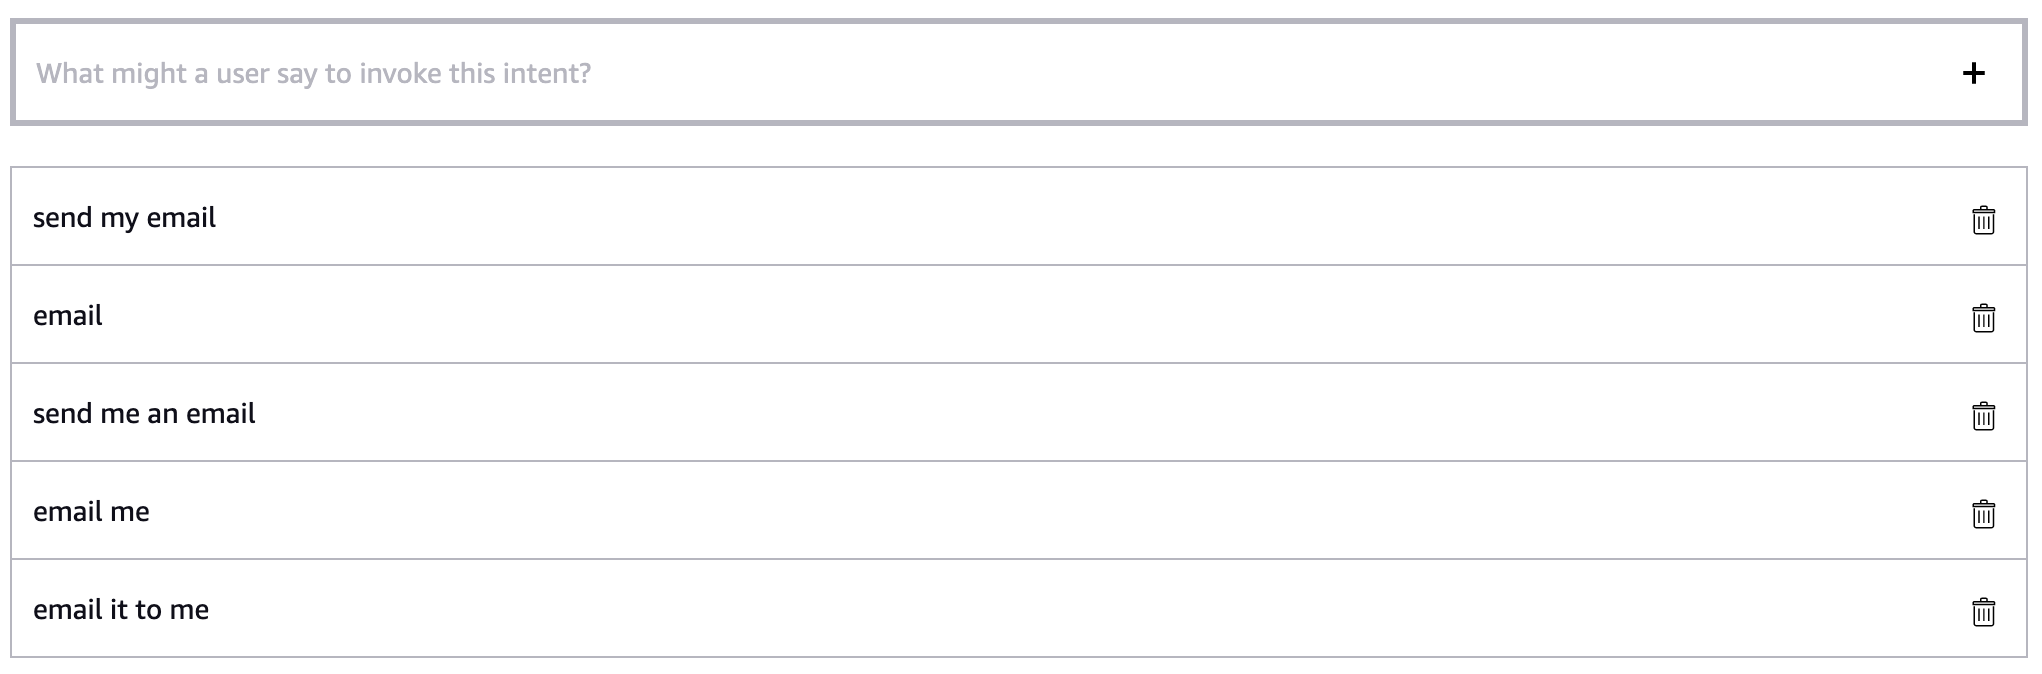 What might a user say to invoke this intent?
send my email
email
send me an email
email me
email it to me